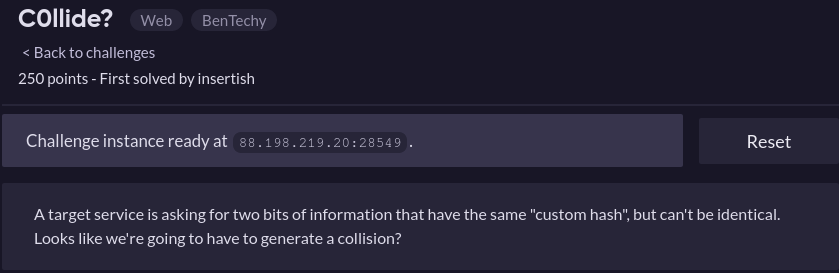 C0llide? Web BenTechy
< Back to challenges
250 points - First solved by insertish
Challenge instance ready at 88.198.219.20:28549. Reset
A target service is asking for two bits of information that have the same "custom hash", but can't be identical.
Looks like we're going to have to generate a collision?